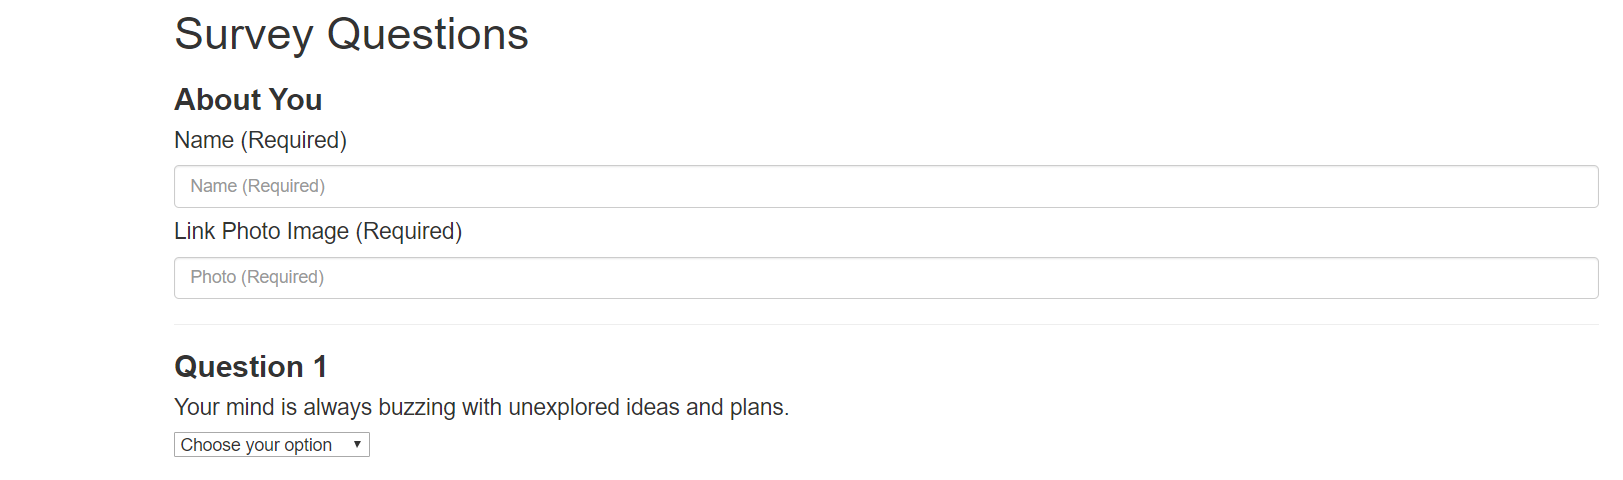 Survey Questions
About You
Name (Required)
Name (Required)
Link Photo Image (Required)
Photo (Required)
Question 1
Your mind is always buzzing with unexplored ideas and plans.
Choose your option